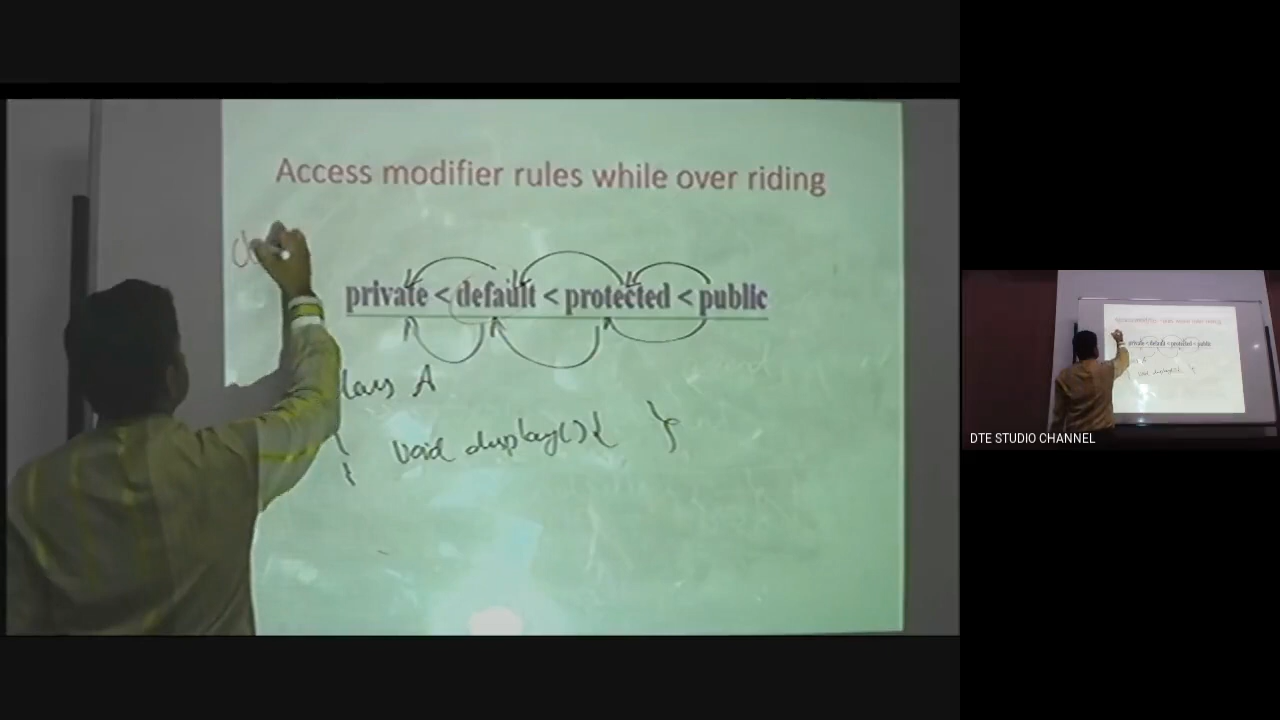 Access modifier rules while over riding
private < default < protected < public
class A
{ void display(){ }
}
DTE STUDIO CHANNEL